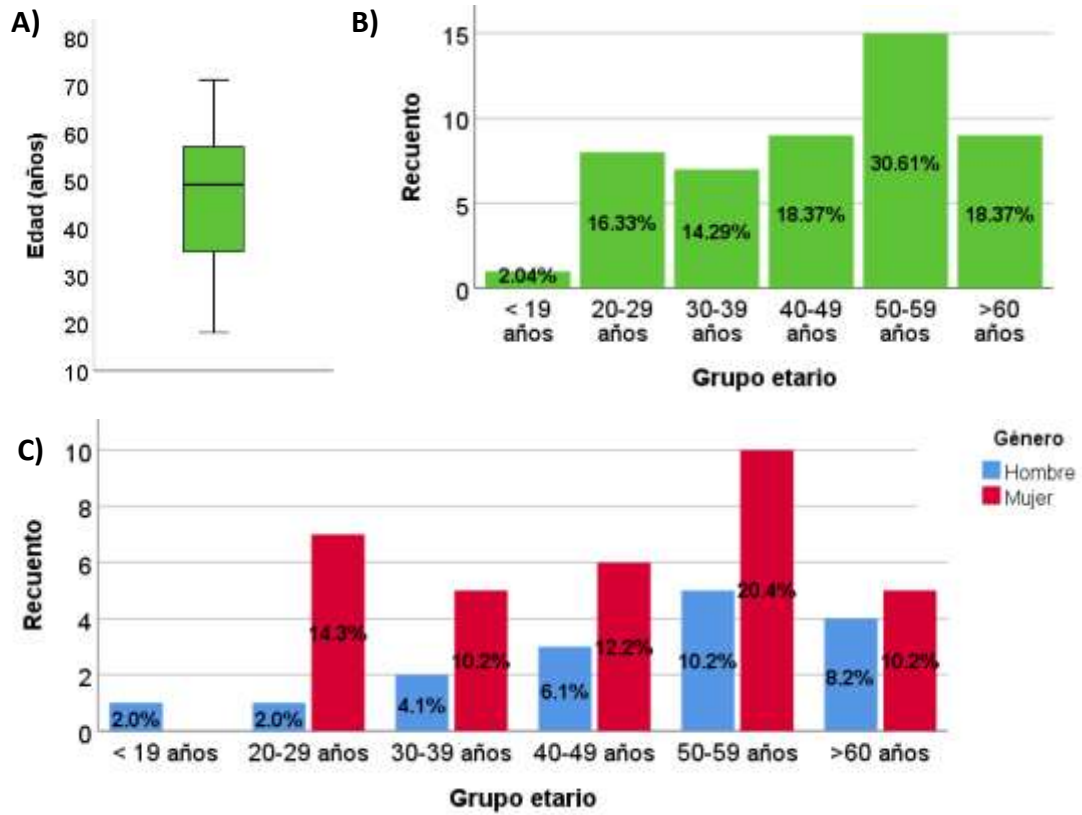 A)
80
70
60
50
40
30
20
10
Edad (años)
B)
15
10
5
0
Recuento
2.04%
16.33%
14.29%
18.37%
30.61%
18.37%
< 19 años
20-29 años
30-39 años
40-49 años
50-59 años
>60 años
Grupo etario
C)
10
8
6
4
2
0
Recuento
2.0%
2.0%
14.3%
4.1%
10.2%
6.1%
12.2%
10.2%
20.4%
8.2%
10.2%
< 19 años
20-29 años
30-39 años
40-49 años
50-59 años
>60 años
Grupo etario
Género
Hombre
Mujer